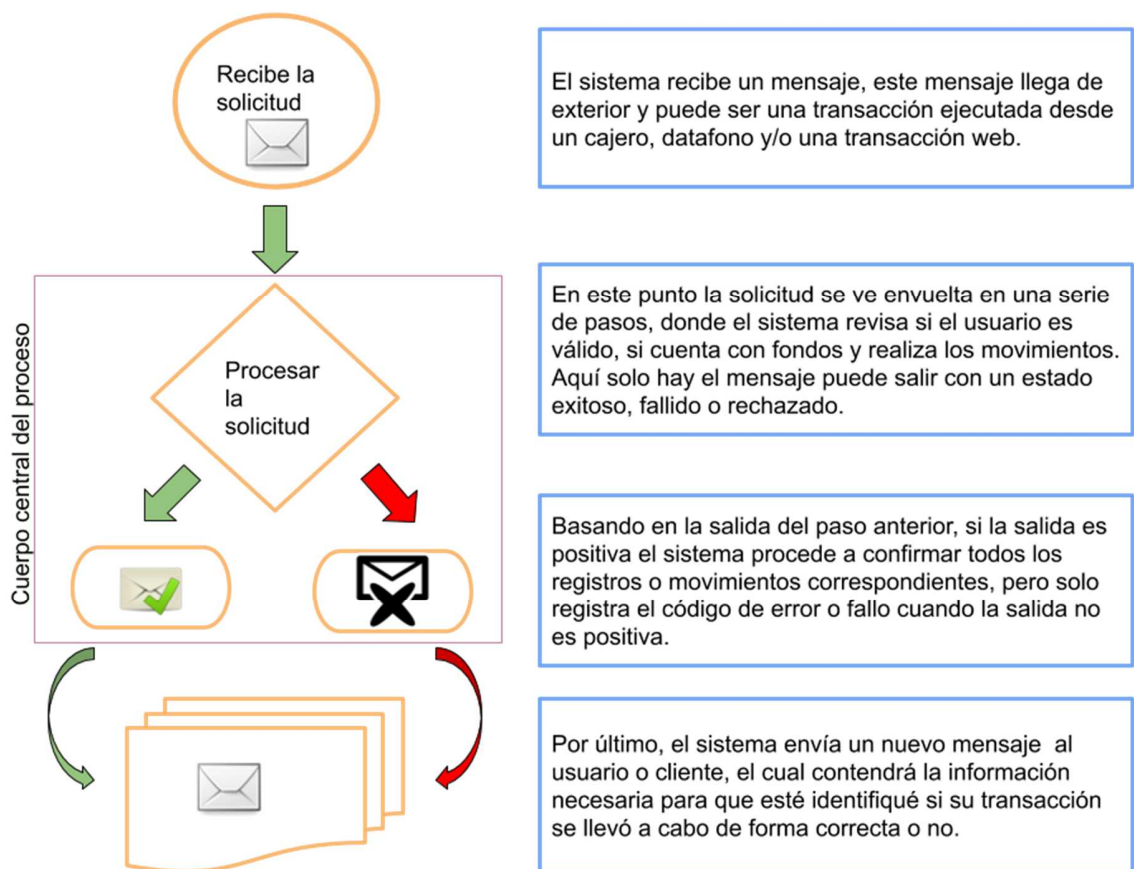 Recibe la
solicitud
El sistema recibe un mensaje, este mensaje llega de
exterior y puede ser una transacción ejecutada desde
un cajero, datafono y/o una transacción web.
Cuerpo central del proceso
Procesar
la
solicitud
En este punto la solicitud se ve envuelta en una serie
de pasos, donde el sistema revisa si el usuario es
válido, si cuenta con fondos y realiza los movimientos.
Aquí solo hay el mensaje puede salir con un estado
exitoso, fallido o rechazado.
Basando en la salida del paso anterior, si la salida es
positiva el sistema procede a confirmar todos los
registros o movimientos correspondientes, pero solo
registra el código de error o fallo cuando la salida no
es positiva.
Por último, el sistema envía un nuevo mensaje al
usuario o cliente, el cual contendrá la información
necesaria para que esté identifiqué si su transacción
se llevó a cabo de forma correcta o no.